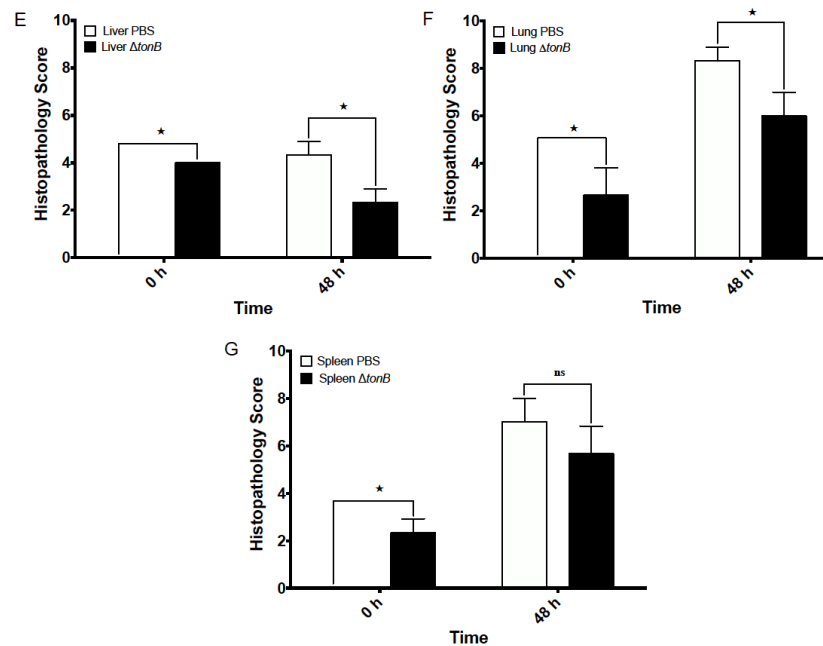 E
Liver PBS
Liver ΔtonB
Histopathology Score
10
8
6
4
2
0
★
★
0 h
48 h
Time
F
Lung PBS
Lung ΔtonB
Histopathology Score
10
8
6
4
2
0
★
★
0 h
48 h
Time
G
Spleen PBS
Spleen ΔtonB
Histopathology Score
10
8
6
4
2
0
★
ns
0 h
48 h
Time